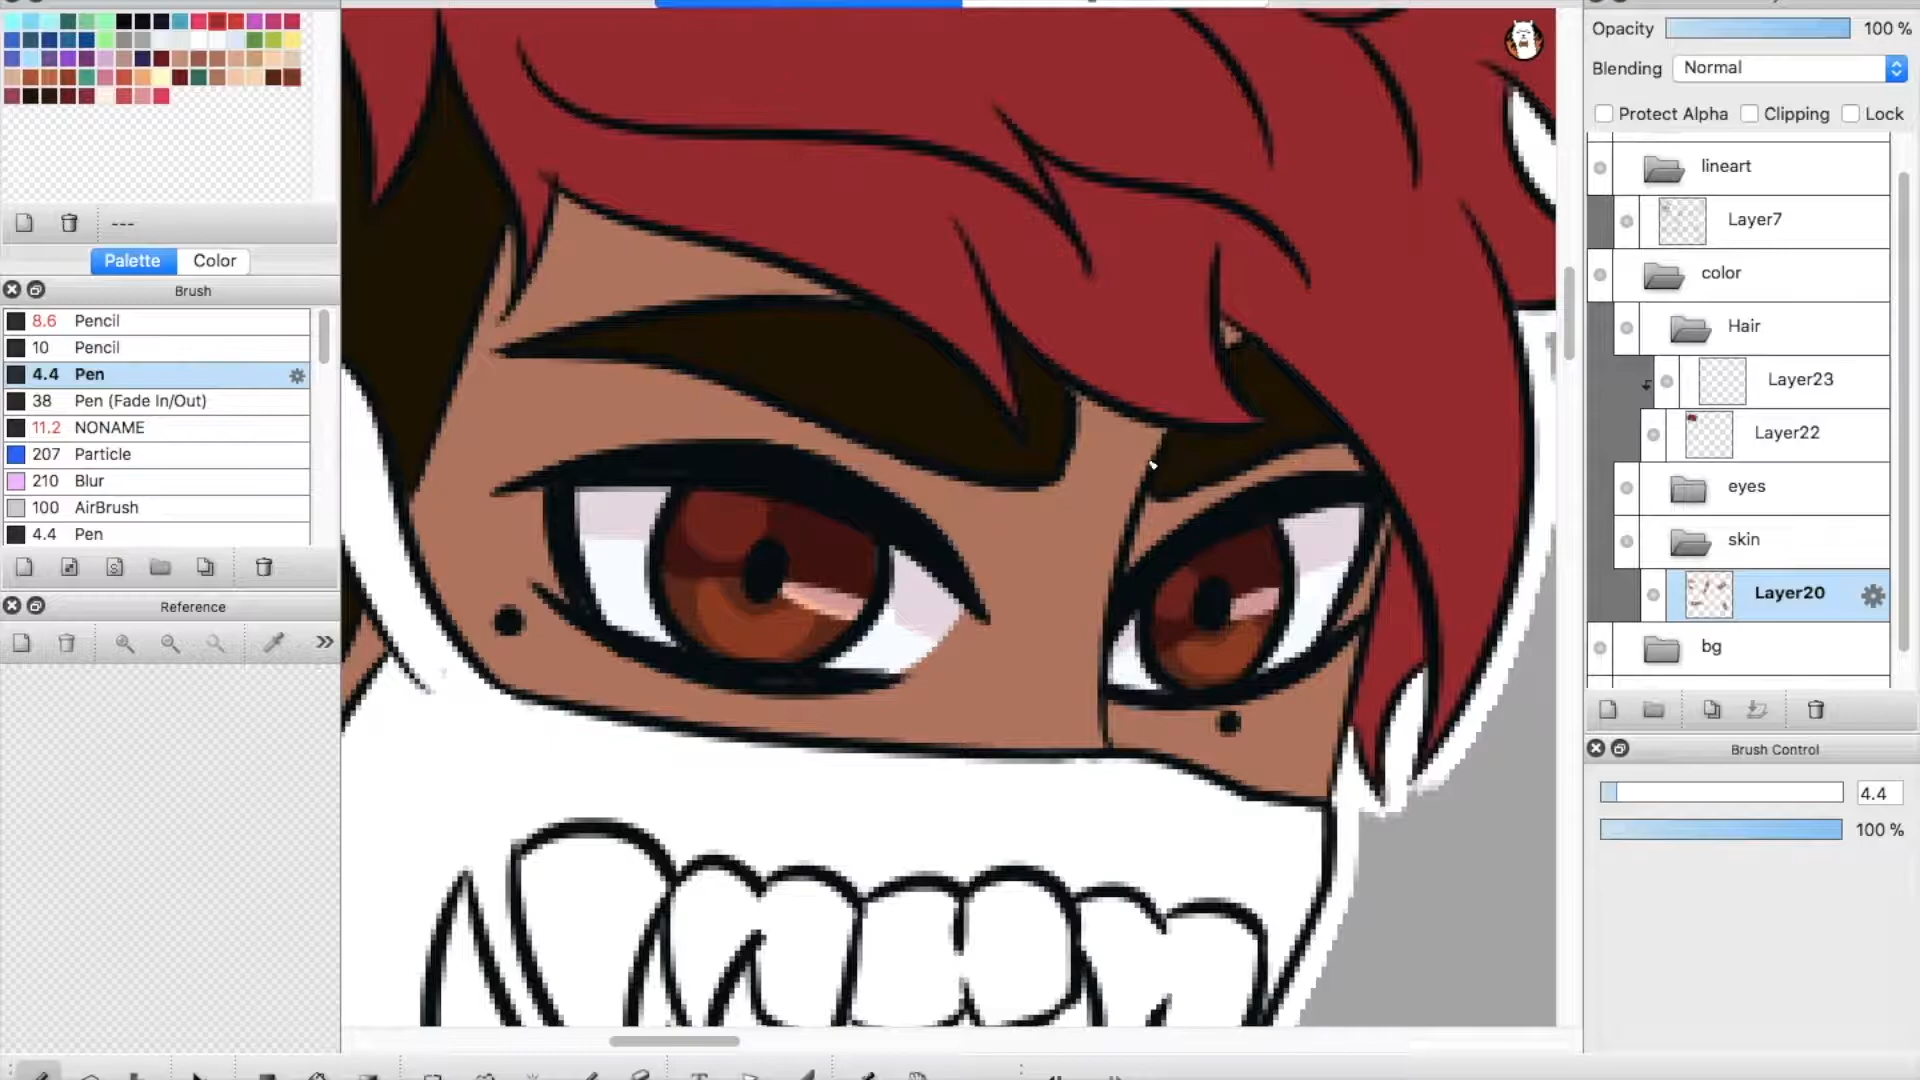 Opacity 100 %
Blending Normal
Protect Alpha Clipping Lock
lineart
Layer7
color
Hair
Layer23
Layer22
eyes
skin
Layer20
bg
---
Palette Color
Brush
8.6 Pencil
10 Pencil
4.4 Pen
38 Pen (Fade In/Out)
11.2 NONAME
207 Particle
210 Blur
100 AirBrush
4.4 Pen
Reference
Brush Control
4.4
100 %